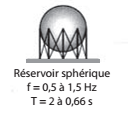 Réservoir sphérique
f = 0,5 à 1,5 Hz
T = 2 à 0,66 s